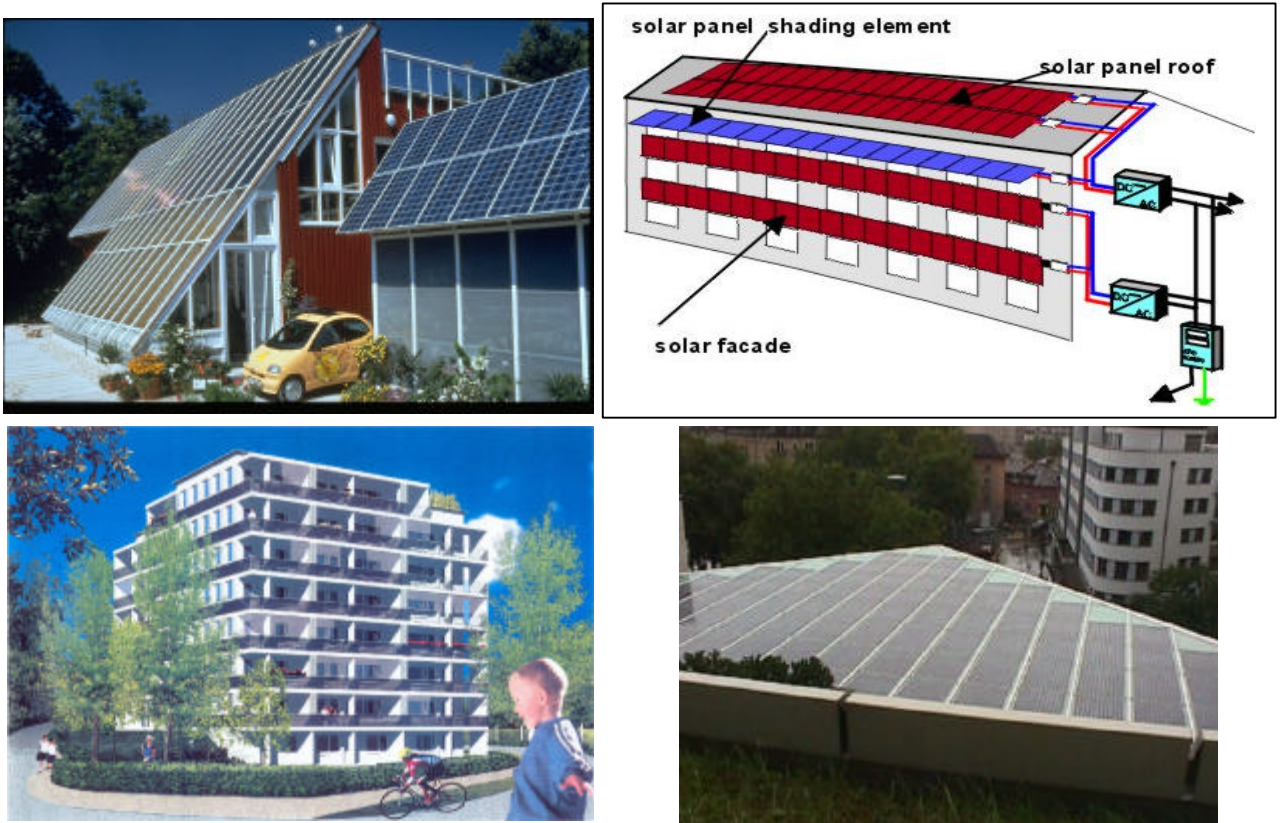 solar panel shading element
solar panel roof
DC
AC
DC
AC
solar facade